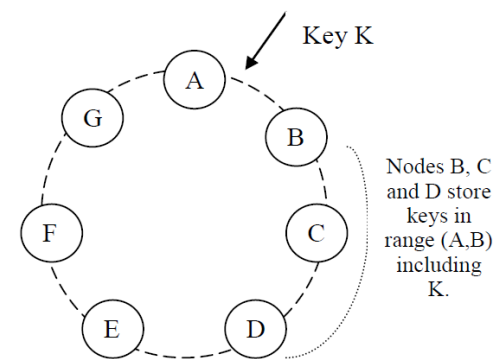 Key K
A
G
B
Nodes B, C
and D store
keys in
range (A,B)
including
K.
F
C
E
D